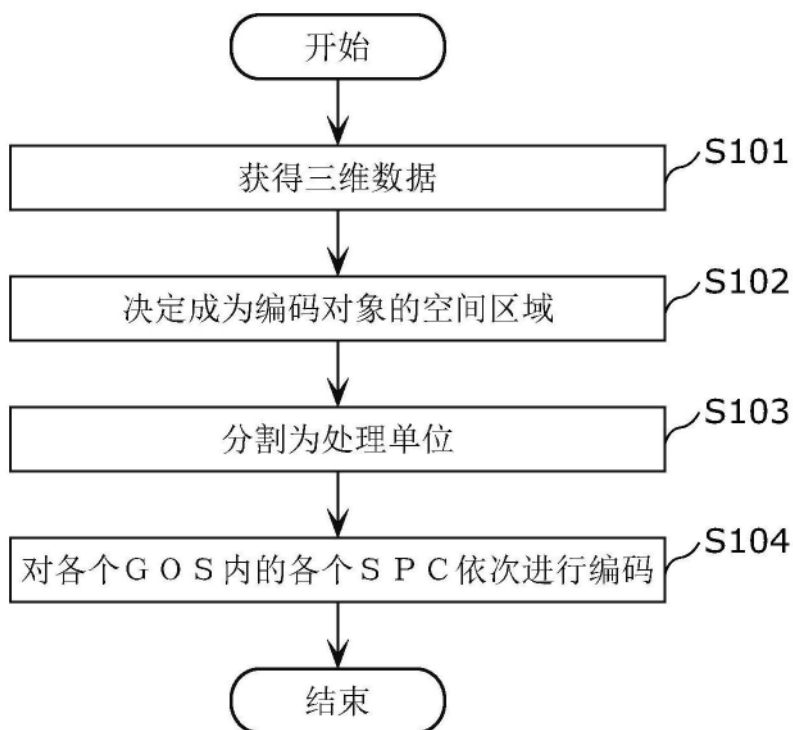 开始
S101
获得三维数据
S102
决定成为编码对象的空间区域
S103
分割为处理单位
S104
对各个GOS内的各个SPC依次进行编码
结束